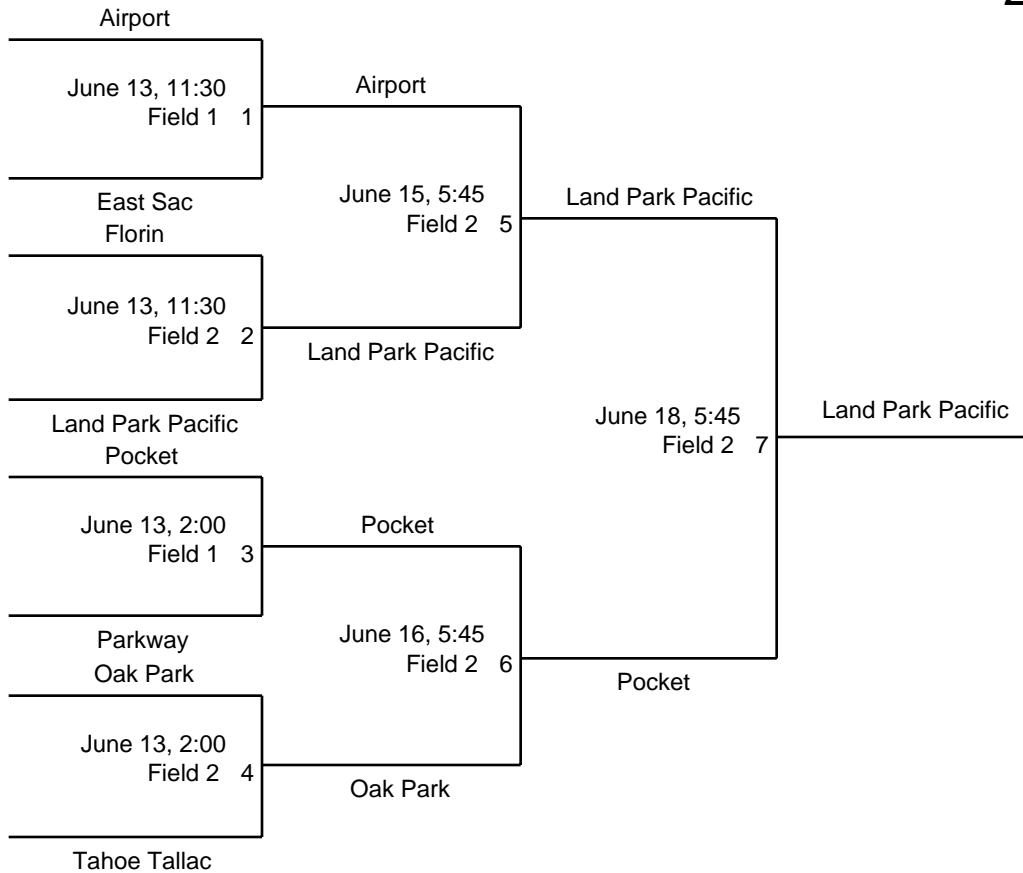 Airport
June 13, 11:30
Field 1 1
East Sac
Florin
June 13, 11:30
Field 2 2
Land Park Pacific
Pocket
June 13, 2:00
Field 1 3
Parkway
Oak Park
June 13, 2:00
Field 2 4
Tahoe Tallac
Airport
June 15, 5:45
Field 2 5
Land Park Pacific
Pocket
June 16, 5:45
Field 2 6
Oak Park
Land Park Pacific
June 18, 5:45
Field 2 7
Pocket
Land Park Pacific